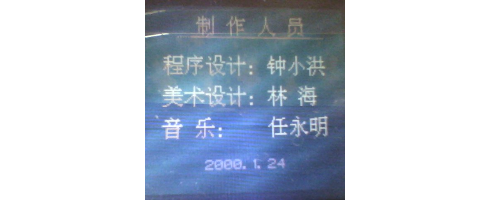 制作人员
程序设计：钟小洪
美术设计：林海
音乐：任永明
2000.1.24